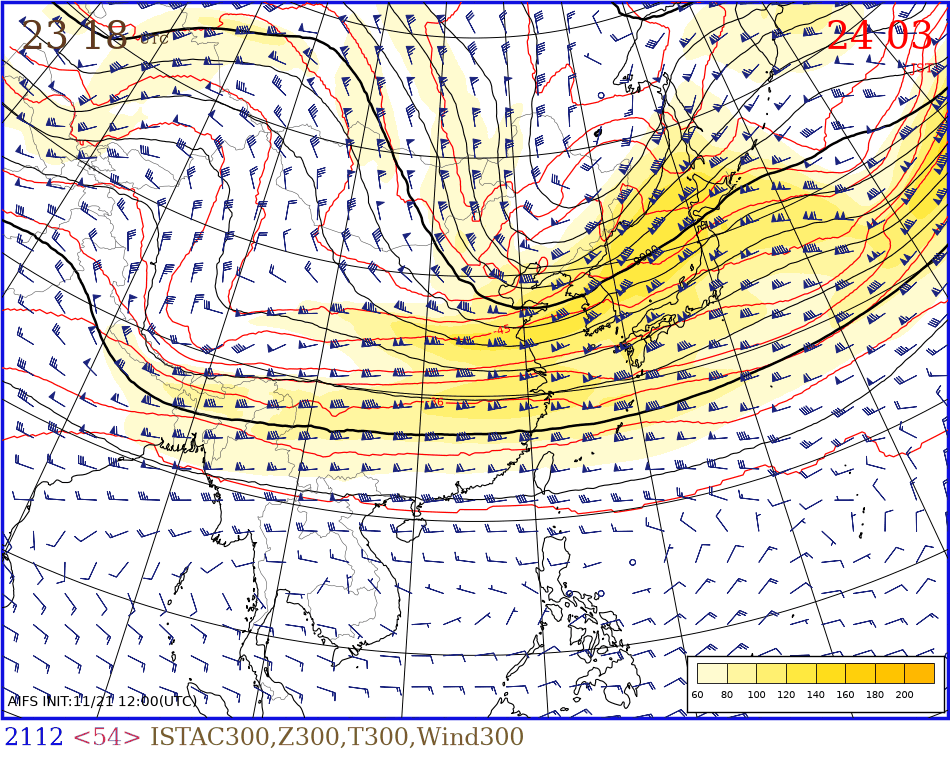 23 18 UTC 24 03
JST
9000
-45
60 80 100 120 140 160 180 200
AIFS INIT:11/21 12:00(UTC)
2112 <54> ISTAC300,Z300,T300,Wind300